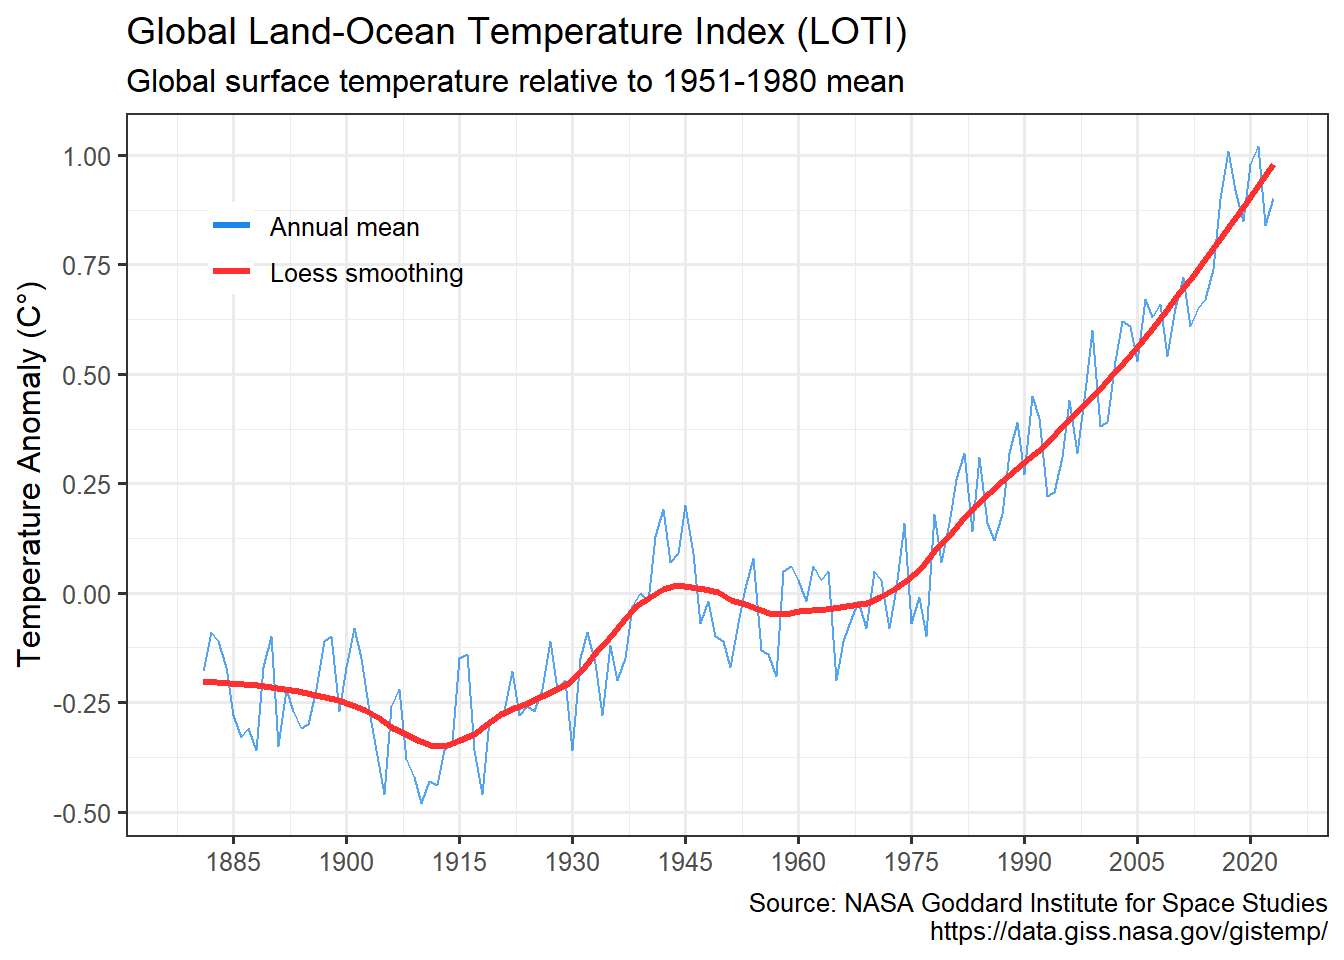 Global Land-Ocean Temperature Index (LOTI)
Global surface temperature relative to 1951-1980 mean
Temperature Anomaly (C°)
1.00
0.75
0.50
0.25
0.00
-0.25
-0.50
Annual mean
Loess smoothing
1885 1900 1915 1930 1945 1960 1975 1990 2005 2020
Source: NASA Goddard Institute for Space Studies
https://data.giss.nasa.gov/gistemp/